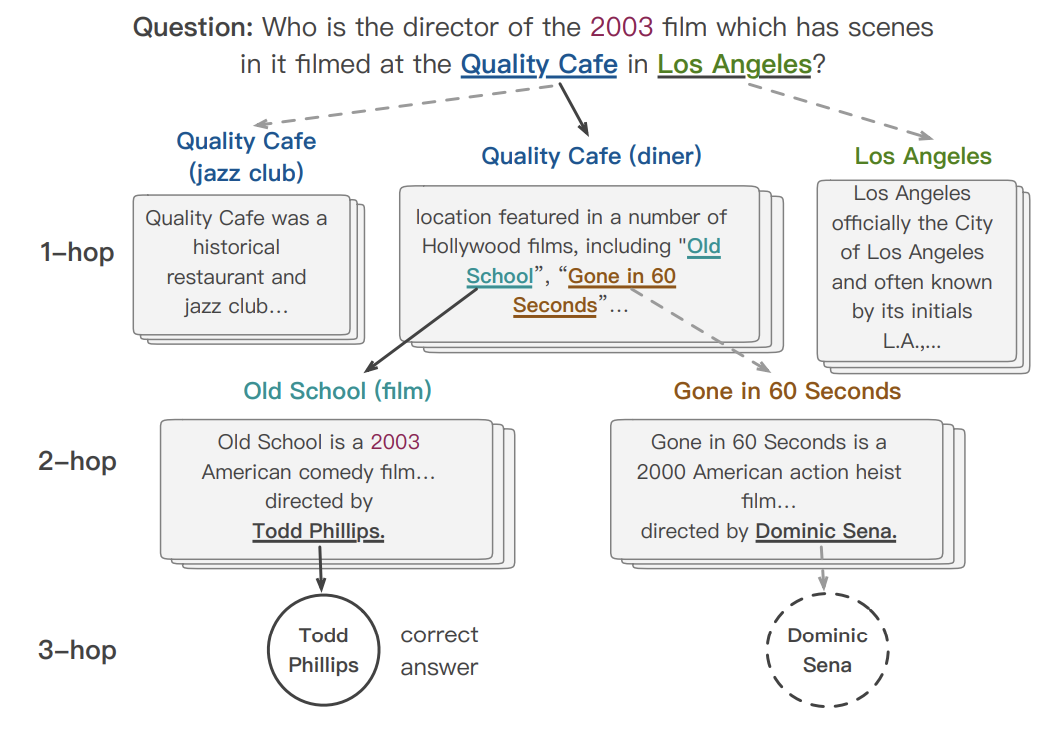 Question: Who is the director of the 2003 film which has scenes
in it filmed at the Quality Cafe in Los Angeles?
Quality Cafe
(jazz club)
Quality Cafe (diner)
Los Angeles
1-hop
Quality Cafe was a
historical
restaurant and
jazz club...
location featured in a number of
Hollywood films, including "Old
School”, “Gone in 60
Seconds”...
Los Angeles
officially the City
of Los Angeles
and often known
by its initials
L.A.,...
Old School (film)
Gone in 60 Seconds
2-hop
Old School is a 2003
American comedy film...
directed by
Todd Phillips.
Gone in 60 Seconds is a
2000 American action heist
film...
directed by Dominic Sena.
3-hop
Todd
Phillips
correct
answer
Dominic
Sena